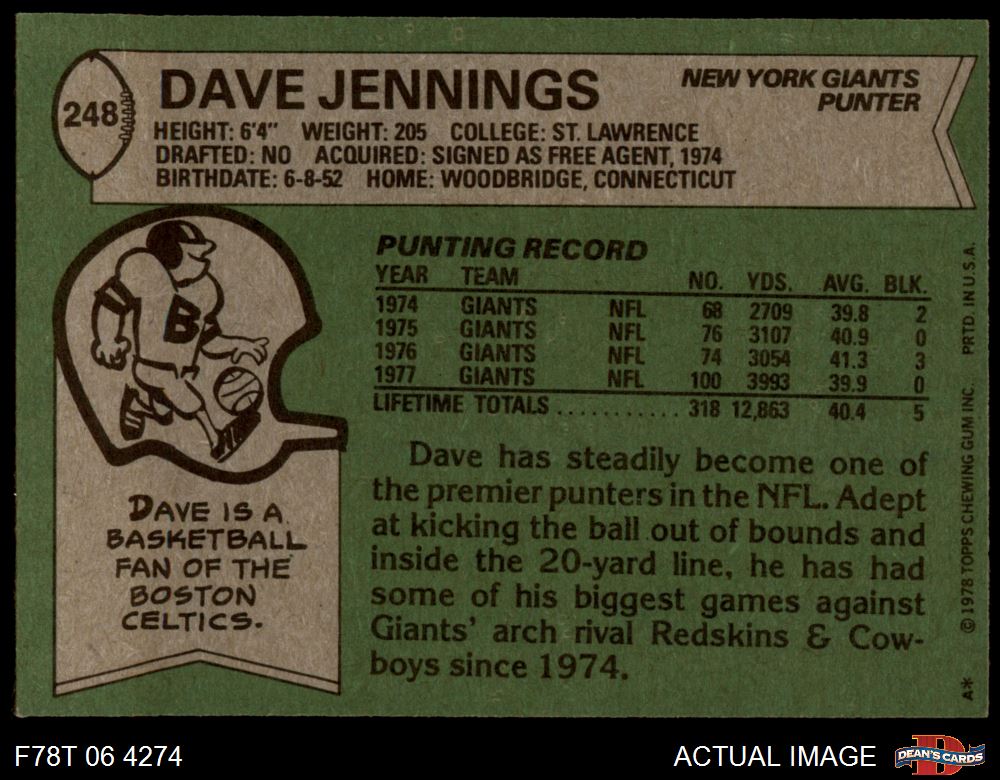 248
DAVE JENNINGS
NEW YORK GIANTS
PUNTER
HEIGHT: 6'4" WEIGHT: 205 COLLEGE: ST. LAWRENCE
DRAFTED: NO ACQUIRED: SIGNED AS FREE AGENT, 1974
BIRTHDATE: 6-8-52 HOME: WOODBRIDGE, CONNECTICUT
B
DAVE IS A
BASKETBALL
FAN OF THE
BOSTON
CELTICS.
PUNTING RECORD
YEAR TEAM NO. YDS. AVG. BLK.
1974 GIANTS NFL 68 2709 39.8 2
1975 GIANTS NFL 76 3107 40.9 0
1976 GIANTS NFL 74 3054 41.3 3
1977 GIANTS NFL 100 3993 39.9 0
LIFETIME TOTALS ........... 318 12,863 40.4 5
Dave has steadily become one of
the premier punters in the NFL. Adept
at kicking the ball out of bounds and
inside the 20-yard line, he has had
some of his biggest games against
Giants' arch rival Redskins & Cow-
boys since 1974.
© 1978 TOPPS CHEWING GUM INC. PRTD. IN U.S.A.
A*
F78T 06 4274
ACTUAL IMAGE
D
DEAN'S CARDS